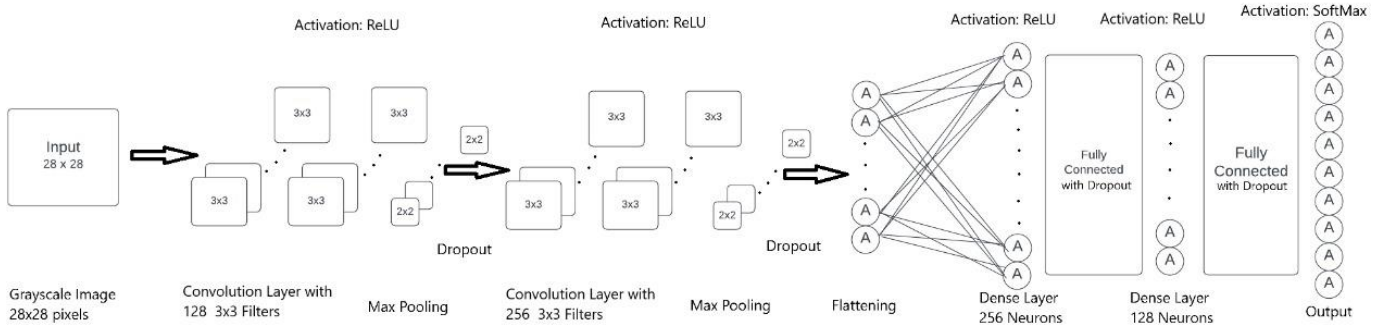 Activation: ReLU
Activation: ReLU
Activation: ReLU
Activation: ReLU
Activation: SoftMax
Input
28 x 28
3x3
3x3
2x2
3x3
3x3
2x2
Dropout
3x3
3x3
2x2
3x3
3x3
2x2
Dropout
A
A
A
A
A
A
A
A
Fully
Connected
with Dropout
A
A
A
A
Fully
Connected
with Dropout
A
A
A
A
A
A
A
A
A
A
A
Grayscale Image
28x28 pixels
Convolution Layer with
128 3x3 Filters
Max Pooling
Convolution Layer with
256 3x3 Filters
Max Pooling
Flattening
Dense Layer
256 Neurons
Dense Layer
128 Neurons
Output